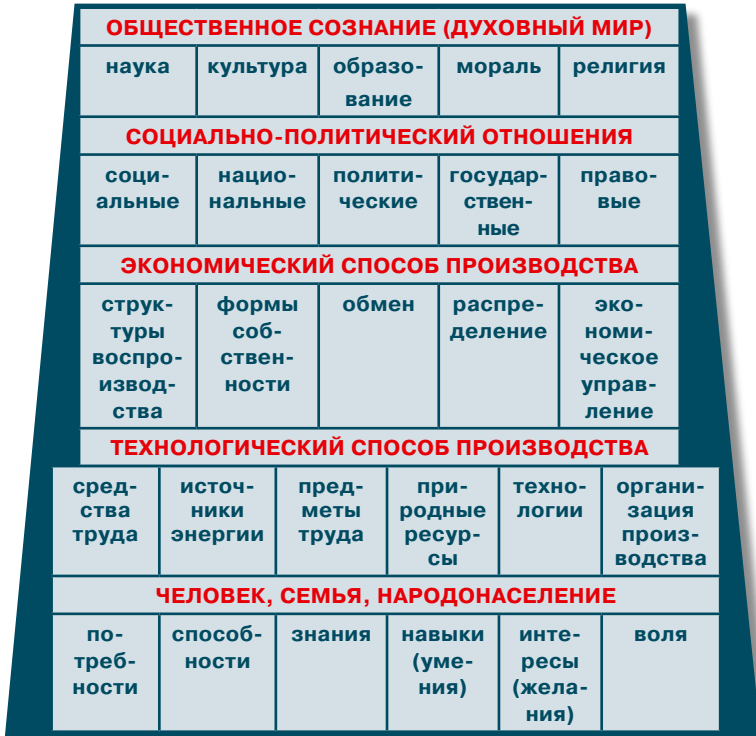 ОБЩЕСТВЕННОЕ СОЗНАНИЕ (ДУХОВНЫЙ МИР)
наука
культура
образо-
вание
мораль
религия
СОЦИАЛЬНО-ПОЛИТИЧЕСКИЙ ОТНОШЕНИЯ
соци-
альные
нацио-
нальные
полити-
ческие
государ-
ствен-
ные
право-
вые
ЭКОНОМИЧЕСКИЙ СПОСОБ ПРОИЗВОДСТВА
струк-
туры
воспро-
извод-
ства
формы
соб-
ствен-
ности
обмен
распре-
деление
эко-
номи-
ческое
управ-
ление
ТЕХНОЛОГИЧЕСКИЙ СПОСОБ ПРОИЗВОДСТВА
сред-
ства
труда
источ-
ники
энергии
пред-
меты
труда
при-
родные
ресур-
сы
техно-
логии
органи-
зация
произ-
водства
ЧЕЛОВЕК, СЕМЬЯ, НАРОДОНАСЕЛЕНИЕ
по-
треб-
ности
способ-
ности
знания
навыки
(уме-
ния)
инте-
ресы
(жела-
ния)
воля